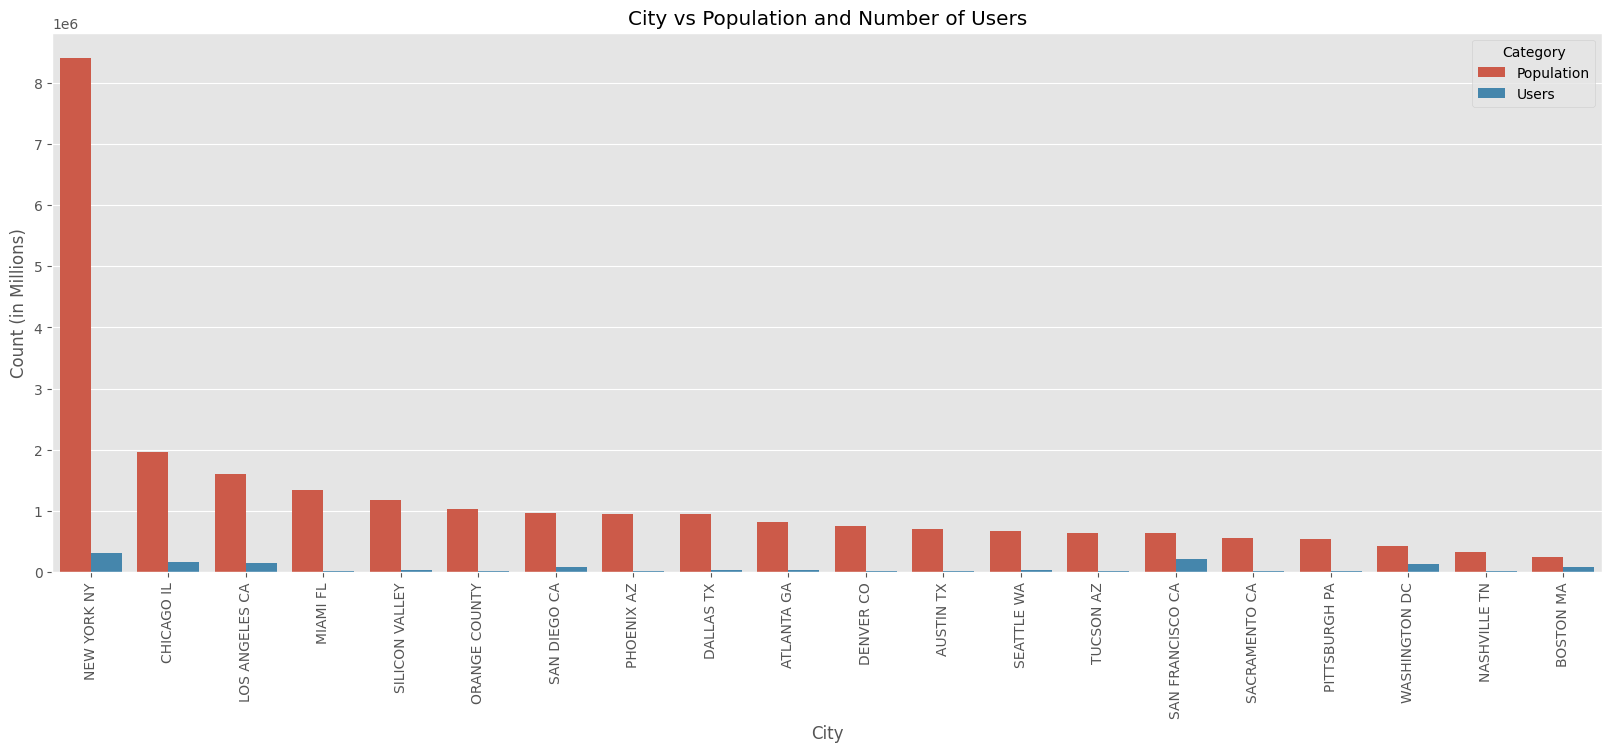 City vs Population and Number of Users
1e6
Category
Population
Users
8
7
6
5
4
3
2
1
0
Count (in Millions)
NEW YORK NY
CHICAGO IL
LOS ANGELES CA
MIAMI FL
SILICON VALLEY
ORANGE COUNTY
SAN DIEGO CA
PHOENIX AZ
DALLAS TX
ATLANTA GA
DENVER CO
AUSTIN TX
SEATTLE WA
TUCSON AZ
SAN FRANCISCO CA
SACRAMENTO CA
PITTSBURGH PA
WASHINGTON DC
NASHVILLE TN
BOSTON MA
City